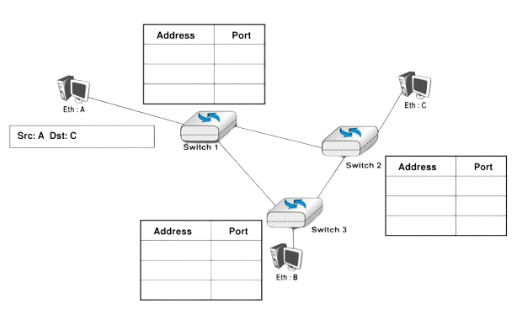 Address Port
Eth : A
Eth : C
Src: A Dst: C
Switch 1
Switch 2
Address Port
Address Port
Switch 3
Eth : B